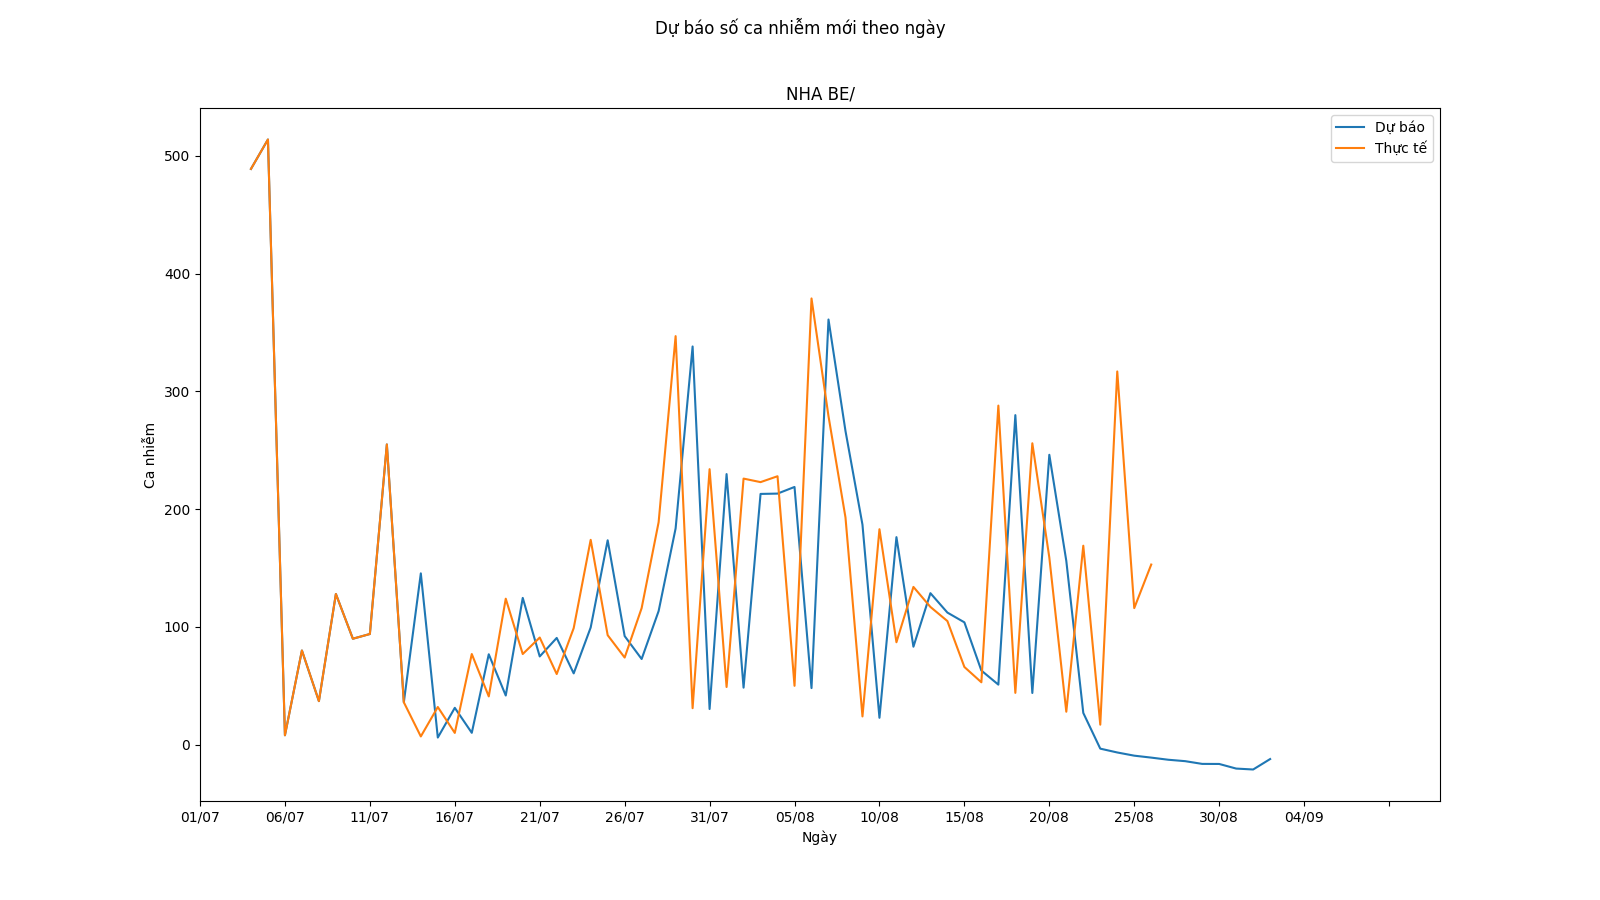 Dự báo số ca nhiễm mới theo ngày
NHA BE/
Dự báo
Thực tế
500
400
300
200
100
0
Ca nhiễm
01/07 06/07 11/07 16/07 21/07 26/07 31/07 05/08 10/08 15/08 20/08 25/08 30/08 04/09
Ngày